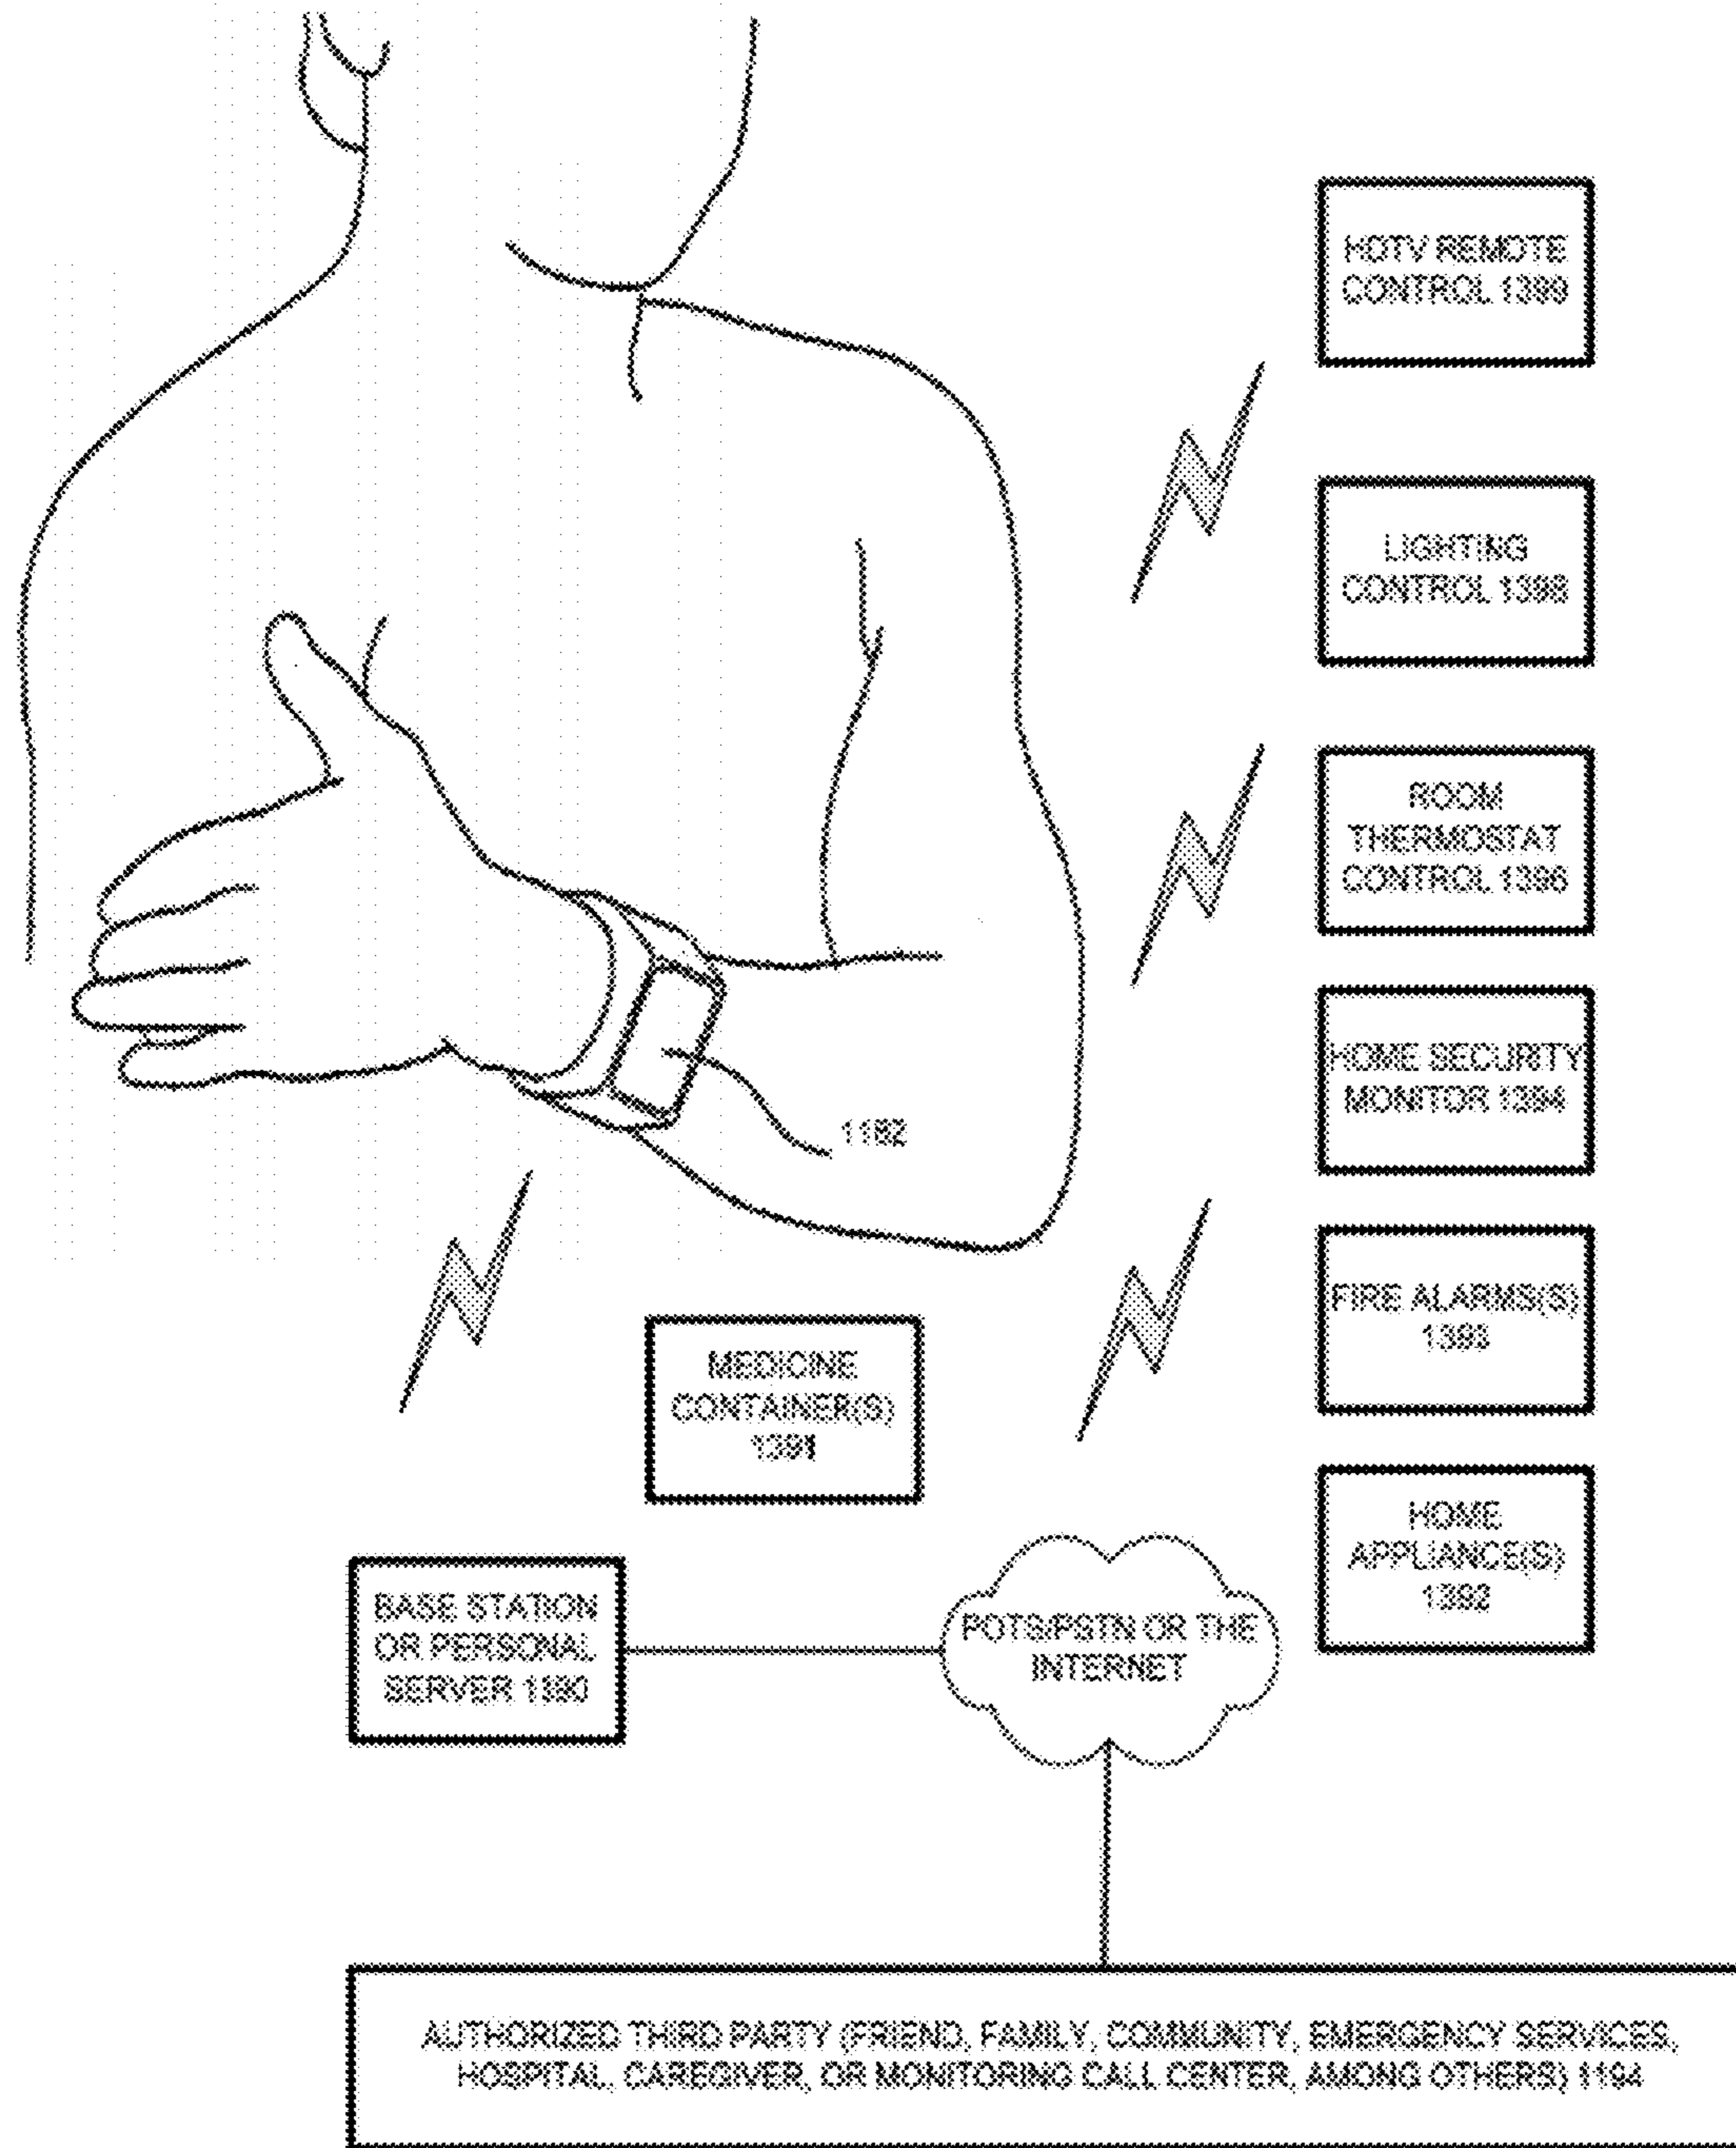 HDTV REMOTE
CONTROL 1399
LIGHTING
CONTROL 1398
ROOM
THERMOSTAT
CONTROL 1396
HOME SECURITY
MONITOR 1394
1182
FIRE ALARMS(S)
1393
MEDICINE
CONTAINER(S)
1391
HOME
APPLIANCE(S)
1392
BASE STATION
OR PERSONAL
SERVER 1190
POTS/PSTN OR THE
INTERNET
AUTHORIZED THIRD PARTY (FRIEND, FAMILY, COMMUNITY, EMERGENCY SERVICES,
HOSPITAL, CAREGIVER, OR MONITORING CALL CENTER, AMONG OTHERS) 1194